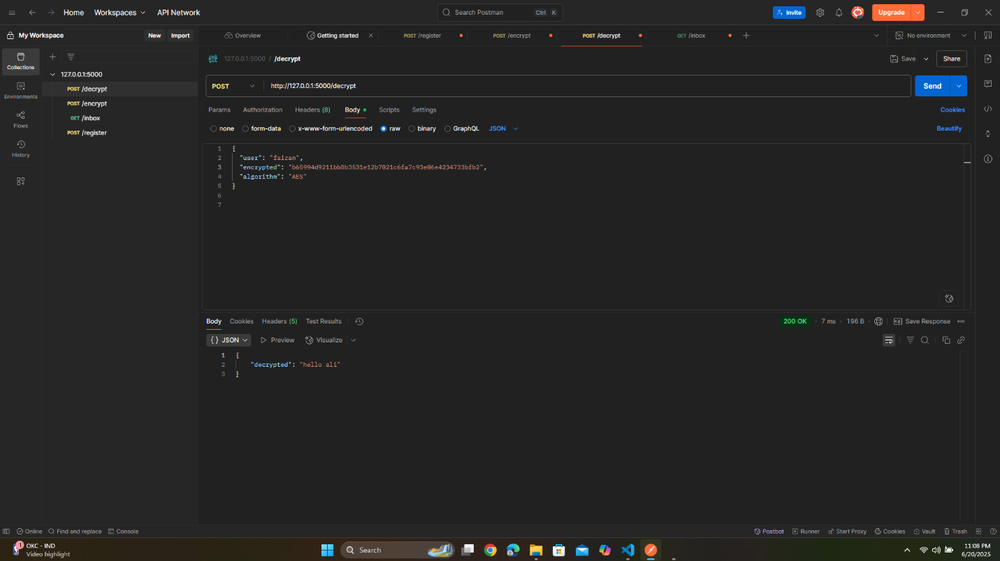 Home Workspaces API Network Search Postman Ctrl K Invite Upgrade
My Workspace New Import Overview Getting started POST /register POST /encrypt POST /decrypt GET /inbox No environment
Collections
Environments
Flows
History
127.0.0.1:5000
POST /decrypt
POST /encrypt
GET /inbox
POST /register
HTTP 127.0.0.1:5000 / /decrypt Save Share
POST http://127.0.0.1:5000/decrypt Send
Params Authorization Headers (8) Body Scripts Settings Cookies
none form-data x-www-form-urlencoded raw binary GraphQL JSON Beautify
1 {
2 "user": "faizan",
3 "encrypted": "b65994d9211bb8b3531e12b7021c6fa7c93e06e4234733bfb2",
4 "algorithm": "AES"
5 }
6
7
Body Cookies Headers (5) Test Results 200 OK • 7 ms • 196 B Save Response
{} JSON Preview Visualize
1 {
2 "decrypted": "hello ali"
3 }
Online Find and replace Console Postbot Runner Start Proxy Cookies Vault Trash
1 OKC - IND
Video highlight
Search
11:08 PM
6/20/2025